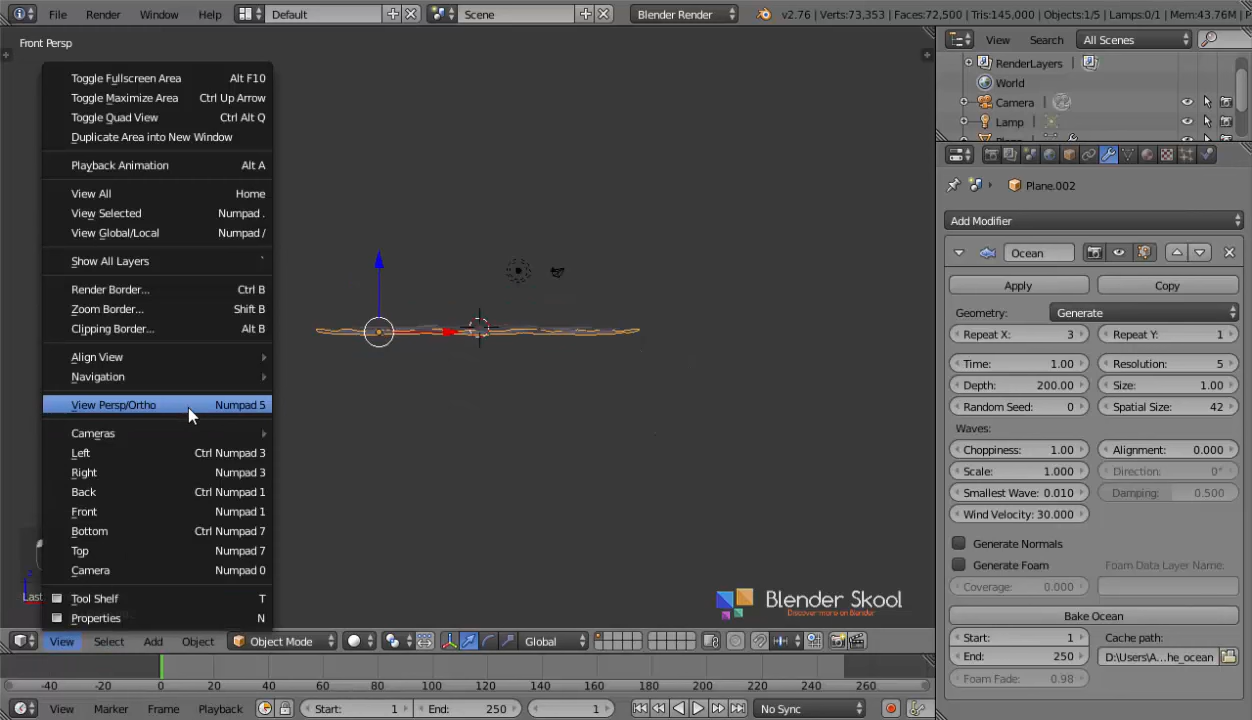 File Render Window Help Default Scene Blender Render v2.76 | Verts:73,353 | Faces:72,500 | Tris:145,000 | Objects:1/5 | Lamps:0/1 | Mem:43.76M |
Front Persp
View Search All Scenes
RenderLayers
World
Camera
Lamp
Toggle Fullscreen Area Alt F10
Toggle Maximize Area Ctrl Up Arrow
Toggle Quad View Ctrl Alt Q
Duplicate Area into New Window
Playback Animation Alt A
View All Home
View Selected Numpad .
View Global/Local Numpad /
Show All Layers `
Render Border... Ctrl B
Zoom Border... Shift B
Clipping Border... Alt B
Align View
Navigation
View Persp/Ortho Numpad 5
Cameras
Left Ctrl Numpad 3
Right Numpad 3
Back Ctrl Numpad 1
Front Numpad 1
Bottom Ctrl Numpad 7
Top Numpad 7
Camera Numpad 0
Tool Shelf T
Properties N
Plane.002
Add Modifier
Ocean
Apply Copy
Geometry: Generate
Repeat X: 3 Repeat Y: 1
Time: 1.00 Resolution: 5
Depth: 200.00 Size: 1.00
Random Seed: 0 Spatial Size: 42
Waves:
Choppiness: 1.00 Alignment: 0.000
Scale: 1.000 Direction: 0°
Smallest Wave: 0.010 Damping: 0.500
Wind Velocity: 30.000
Generate Normals
Generate Foam Foam Data Layer Name:
Coverage: 0.000
Bake Ocean
Start: 1 Cache path:
End: 250 D:\Users\A...he_ocean
Foam Fade: 0.98
Blender Skool
Discover more on Blender
View Select Add Object Object Mode Global
-40 -20 0 20 40 60 80 100 120 140 160 180 200 220 240 260
View Marker Frame Playback Start: 1 End: 250 1 No Sync